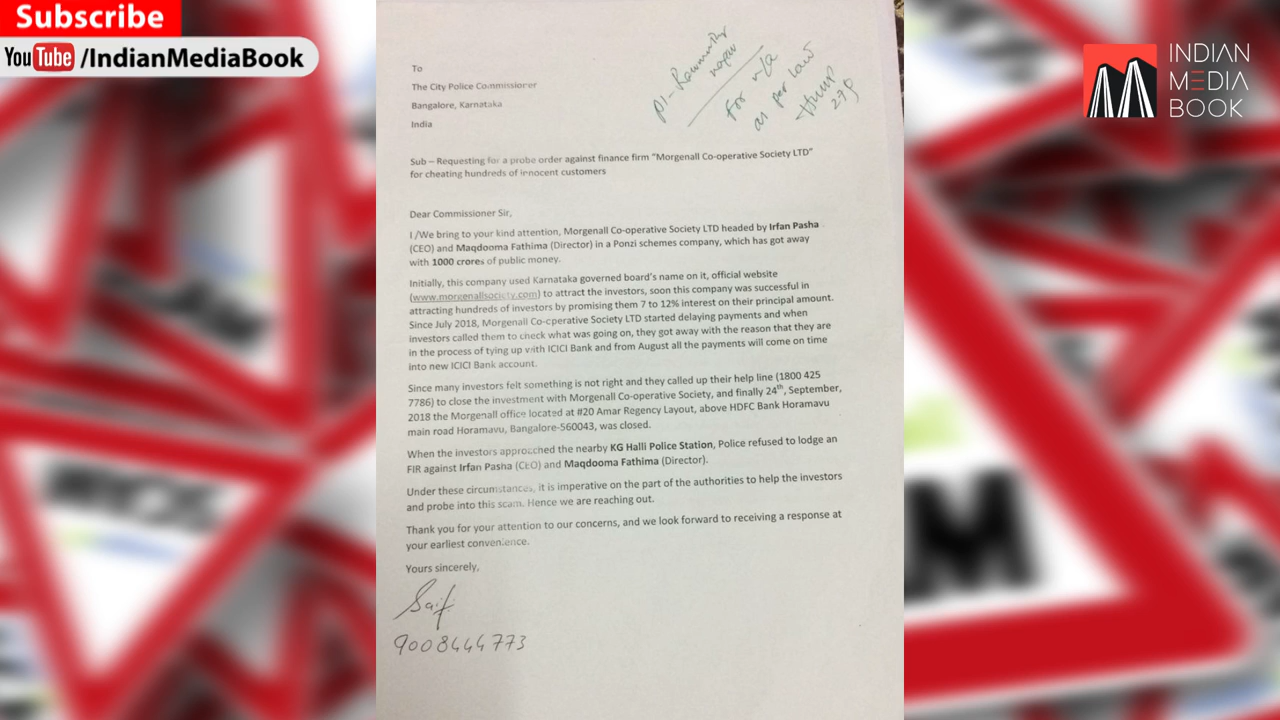 Subscribe
YouTube /IndianMediaBook
INDIAN
MEDIA
BOOK
To
The City Police Commissioner
Bangalore, Karnataka
India
for
as per law
Sub – Requesting for a probe order against finance firm "Morgenall Co-operative Society LTD"
for cheating hundreds of innocent customers
Dear Commissioner Sir,
I/We bring to your kind attention, Morgenall Co-operative Society LTD headed by Irfan Pasha
(CEO) and Maqdooma Fathima (Director) in a Ponzi schemes company, which has got away
with 1000 crores of public money.
Initially, this company used Karnataka governed board's name on it, official website
(www.morgenallsociety.com) to attract the investors, soon this company was successful in
attracting hundreds of investors by promising them 7 to 12% interest on their principal amount.
Since July 2018, Morgenall Co-operative Society LTD started delaying payments and when
investors called them to check what was going on, they got away with the reason that they are
in the process of tying up with ICICI Bank and from August all the payments will come on time
into new ICICI Bank account.
Since many investors felt something is not right and they called up their help line (1800 425
7786) to close the investment with Morgenall Co-operative Society, and finally 24th, September,
2018 the Morgenall office located at #20 Amar Regency Layout, above HDFC Bank Horamavu
main road Horamavu, Bangalore-560043, was closed.
When the investors approached the nearby KG Halli Police Station, Police refused to lodge an
FIR against Irfan Pasha (CEO) and Maqdooma Fathima (Director).
Under these circumstances, it is imperative on the part of the authorities to help the investors
and probe into this scam. Hence we are reaching out.
Thank you for your attention to our concerns, and we look forward to receiving a response at
your earliest convenience.
Yours sincerely,
Saif
9008444773